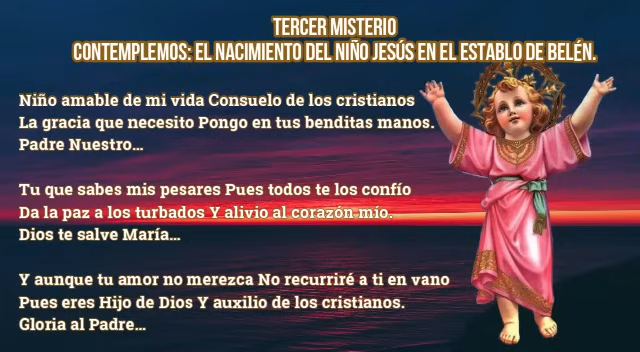 TERCER MISTERIO
CONTEMPLEMOS: EL NACIMIENTO DEL NIÑO JESÚS EN EL ESTABLO DE BELÉN.
Niño amable de mi vida Consuelo de los cristianos
La gracia que necesito Pongo en tus benditas manos.
Padre Nuestro...
Tu que sabes mis pesares Pues todos te los confío
Da la paz a los turbados Y alivio al corazón mío.
Dios te salve María...
Y aunque tu amor no merezca No recurriré a ti en vano
Pues eres Hijo de Dios Y auxilio de los cristianos.
Gloria al Padre...